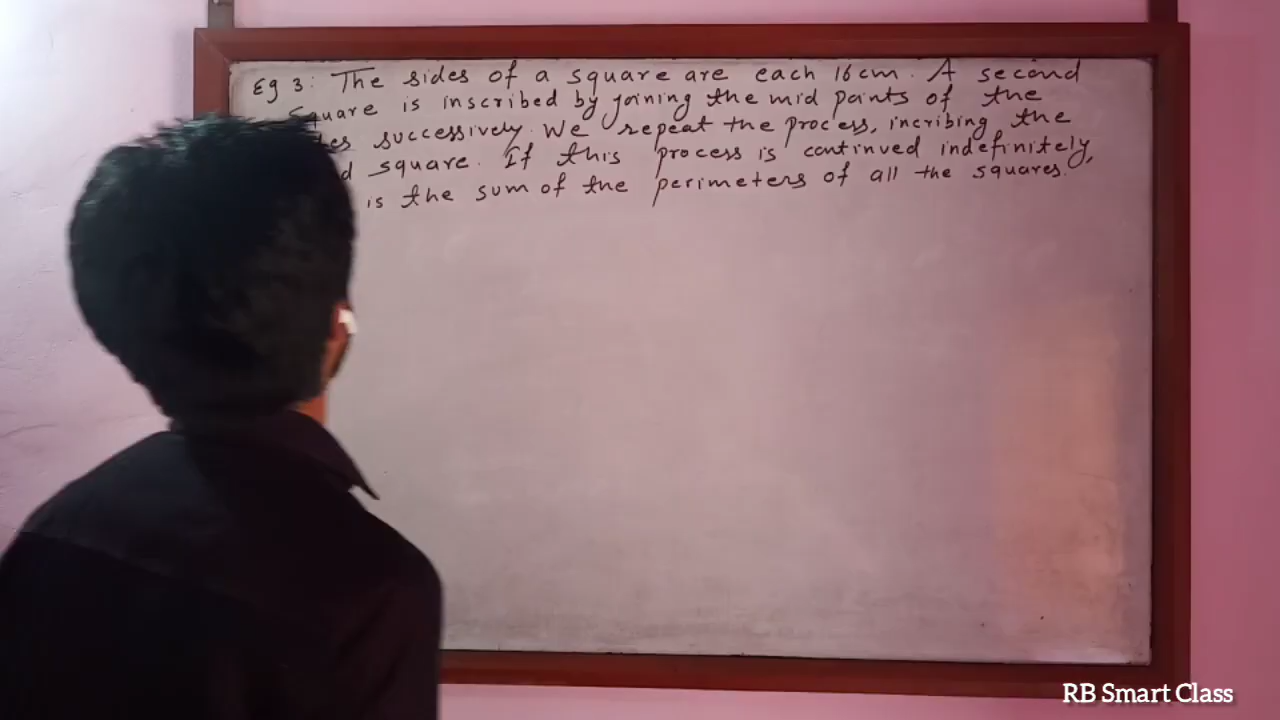 Eg 3: The sides of a square are each 16 cm. A second
Square is inscribed by joining the mid points of the
successively. We repeat the process, incribing the
square. If this process is continued indefinitely,
is the sum of the perimeters of all the squares.
RB Smart Class